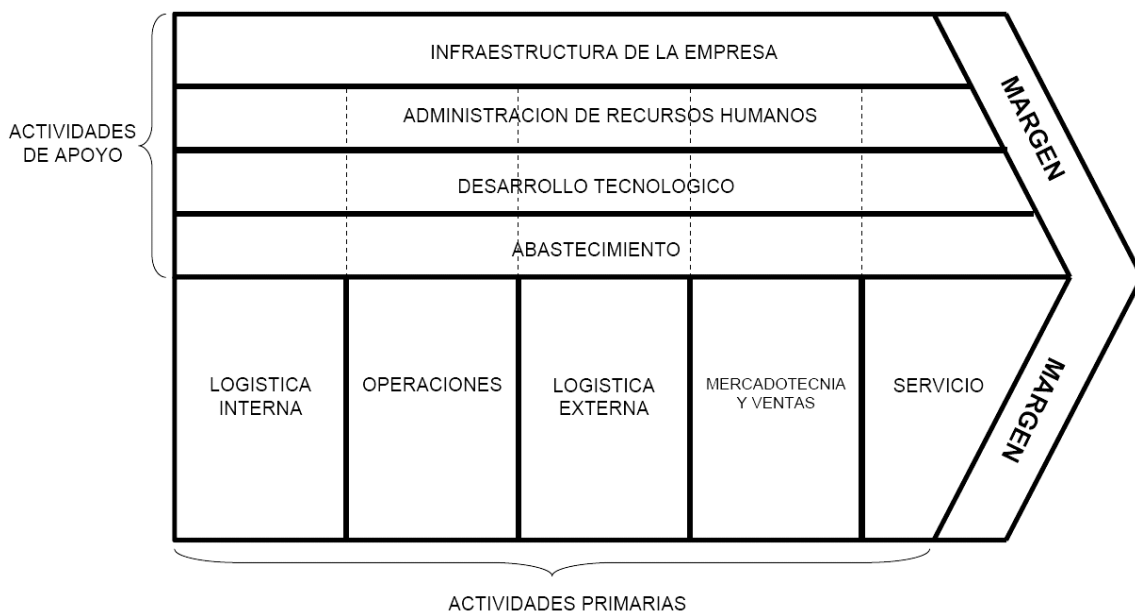 INFRAESTRUCTURA DE LA EMPRESA
MARGEN
ADMINISTRACION DE RECURSOS HUMANOS
ACTIVIDADES
DE APOYO
DESARROLLO TECNOLOGICO
ABASTECIMIENTO
LOGISTICA
INTERNA
OPERACIONES
LOGISTICA
EXTERNA
MERCADOTECNIA
Y VENTAS
SERVICIO
MARGEN
ACTIVIDADES PRIMARIAS